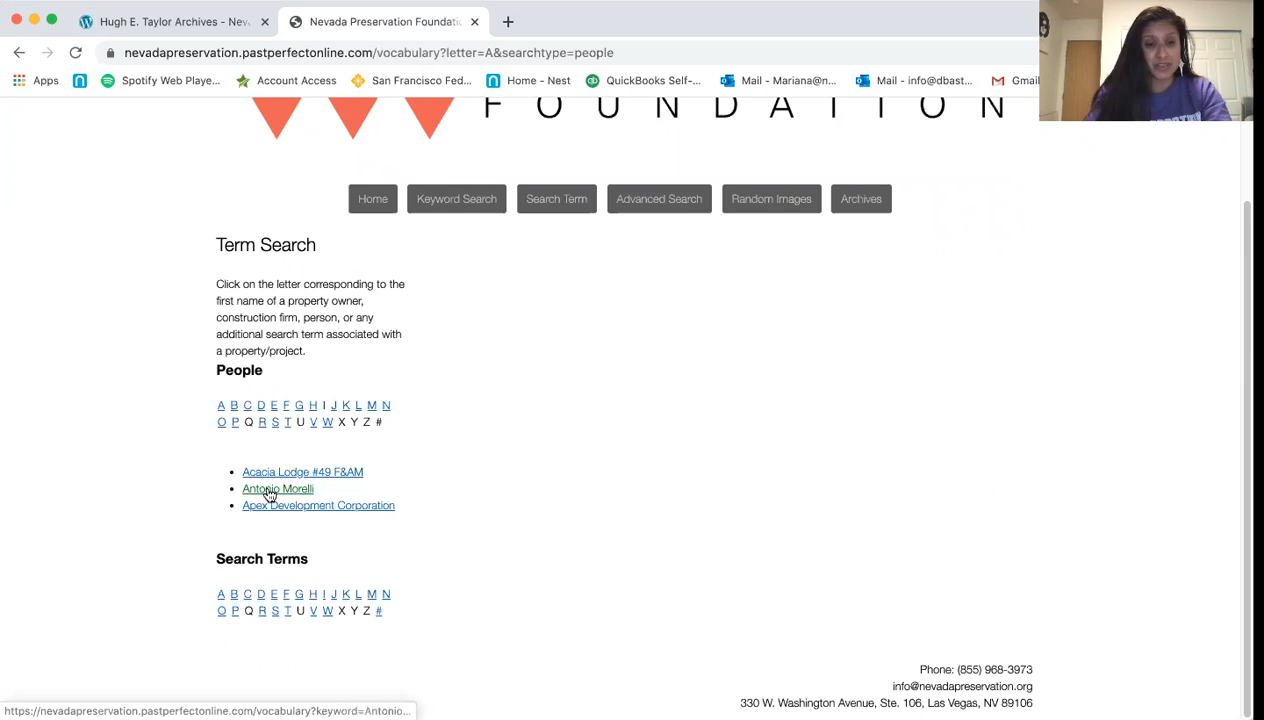 Hugh E. Taylor Archives - Nev
Nevada Preservation Foundatio
nevadapreservation.pastperfectonline.com/vocabulary?letter=A&searchtype=people
Apps
Spotify Web Playe...
Account Access
San Francisco Fed...
Home - Nest
QuickBooks Self-...
Mail - Mariana@n...
Mail - info@dbast...
Gmai
FOUNDATION
Home
Keyword Search
Search Term
Advanced Search
Random Images
Archives
Term Search
Click on the letter corresponding to the
first name of a property owner,
construction firm, person, or any
additional search term associated with
a property/project.
People
A B C D E F G H I J K L M N
O P Q R S T U V W X Y Z #
Acacia Lodge #49 F&AM
Antonio Morelli
Apex Development Corporation
Search Terms
A B C D E F G H I J K L M N
O P Q R S T U V W X Y Z #
Phone: (855) 968-3973
info@nevadapreservation.org
330 W. Washington Avenue, Ste. 106, Las Vegas, NV 89106
https://nevadapreservation.pastperfectonline.com/vocabulary?keyword=Antonio...